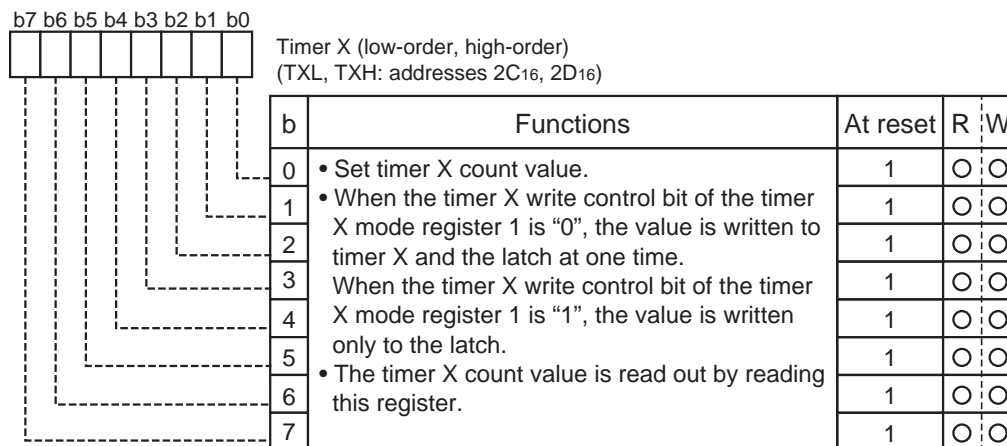 b7 b6 b5 b4 b3 b2 b1 b0
Timer X (low-order, high-order)
(TXL, TXH: addresses 2C16, 2D16)
b Functions At reset R W
0 • Set timer X count value. 1 O O
1 • When the timer X write control bit of the timer 1 O O
X mode register 1 is “0”, the value is written to
2 timer X and the latch at one time. 1 O O
3 When the timer X write control bit of the timer 1 O O
4 X mode register 1 is “1”, the value is written 1 O O
only to the latch.
5 • The timer X count value is read out by reading 1 O O
6 this register. 1 O O
7 1 O O